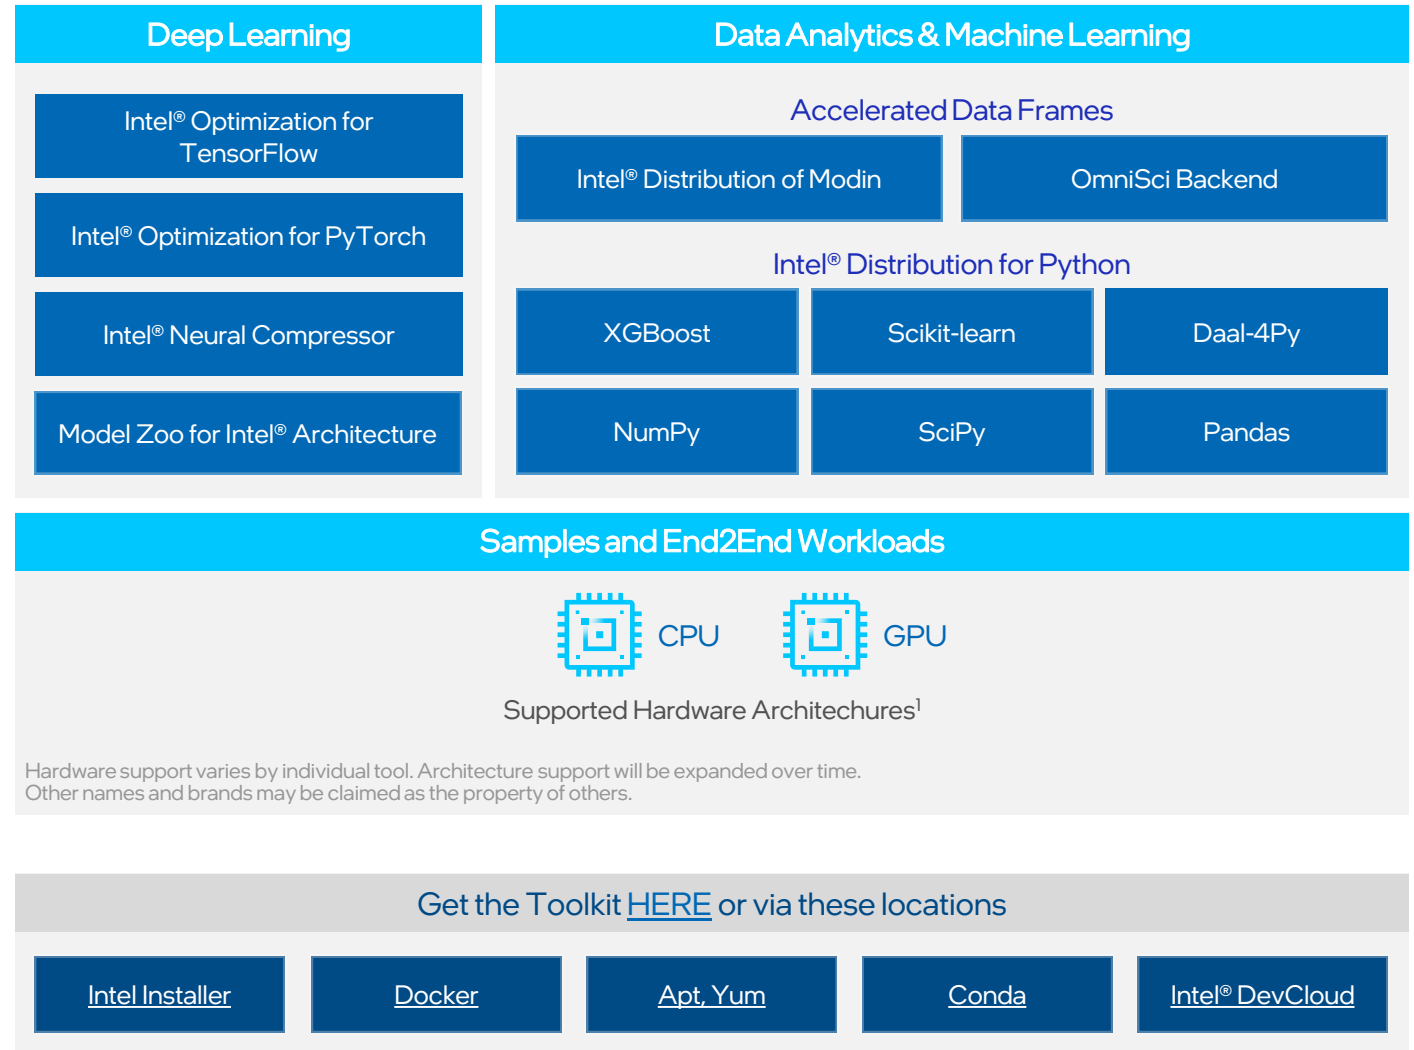 Deep Learning
Intel® Optimization for
TensorFlow
Intel® Optimization for PyTorch
Intel® Neural Compressor
Model Zoo for Intel® Architecture
Data Analytics & Machine Learning
Accelerated Data Frames
Intel® Distribution of Modin
OmniSci Backend
Intel® Distribution for Python
XGBoost
Scikit-learn
Daal-4Py
NumPy
SciPy
Pandas
Samples and End2End Workloads
CPU
GPU
Supported Hardware Architechures¹
Hardware support varies by individual tool. Architecture support will be expanded over time.
Other names and brands may be claimed as the property of others.
Get the Toolkit HERE or via these locations
Intel Installer
Docker
Apt, Yum
Conda
Intel® DevCloud